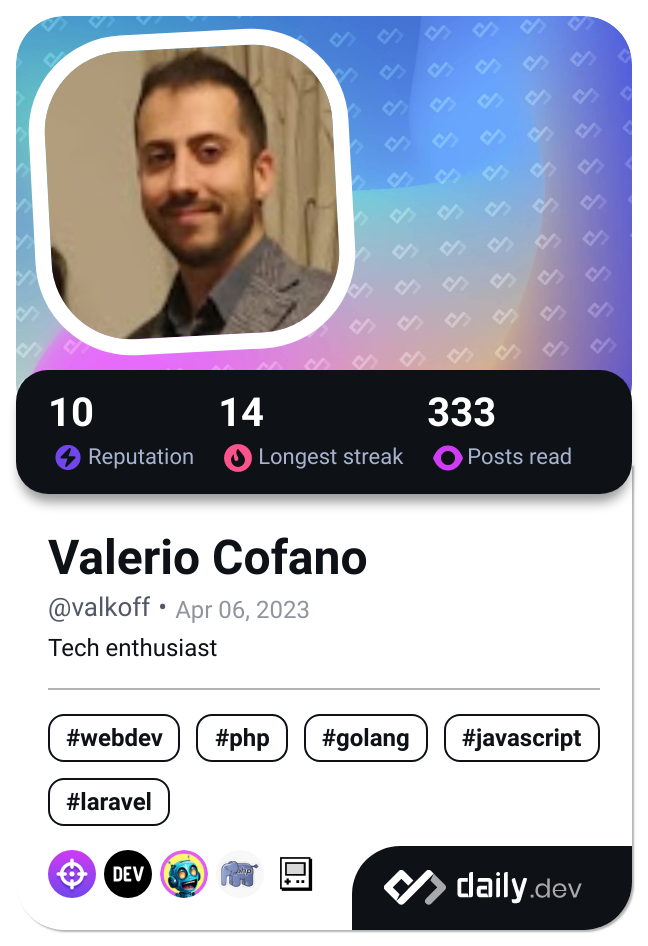 10 14 333
Reputation Longest streak Posts read
Valerio Cofano
@valkoff • Apr 06, 2023
Tech enthusiast
#webdev #php #golang #javascript
#laravel
DEV php
daily.dev